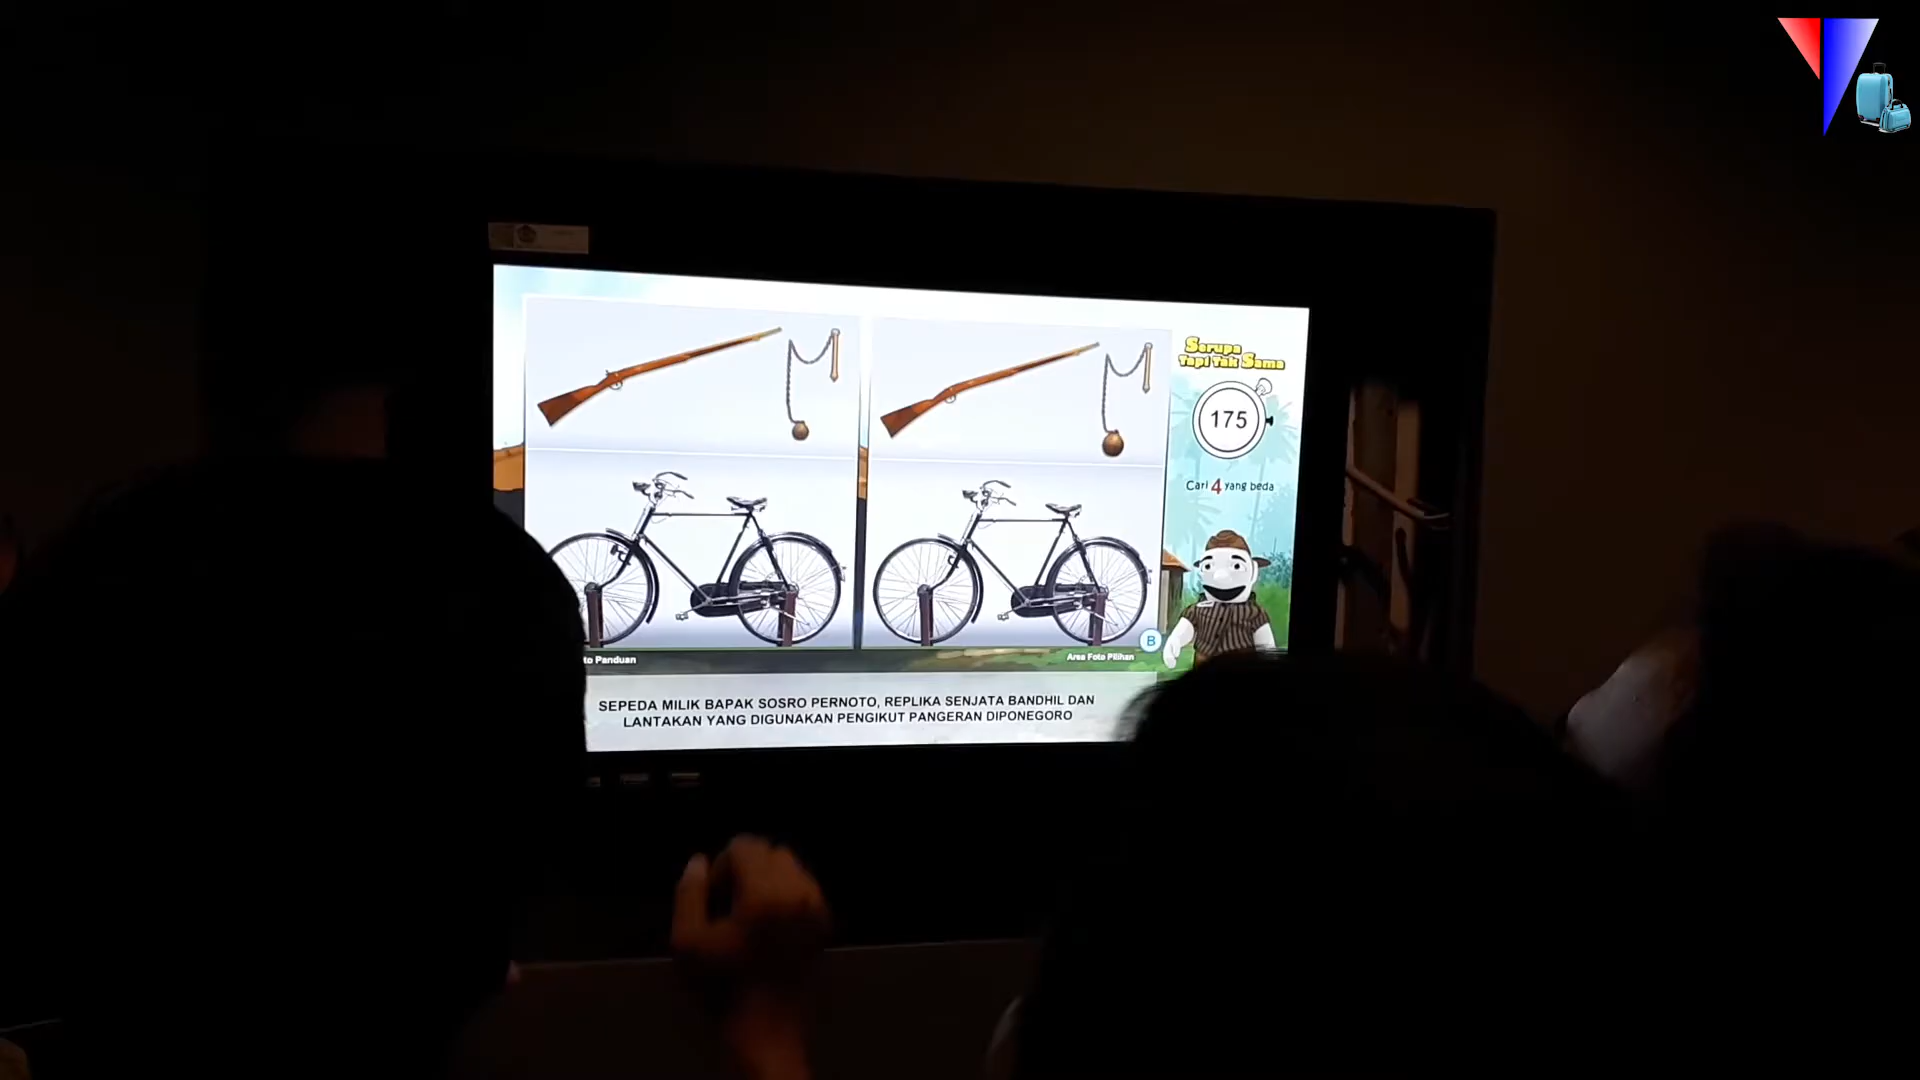 Serupa
Tapi Tak Sama
175
Cari 4 yang beda
B
to Panduan
Area Foto Pilihan
SEPEDA MILIK BAPAK SOSRO PERNOTO, REPLIKA SENJATA BANDHIL DAN
LANTAKAN YANG DIGUNAKAN PENGIKUT PANGERAN DIPONEGORO